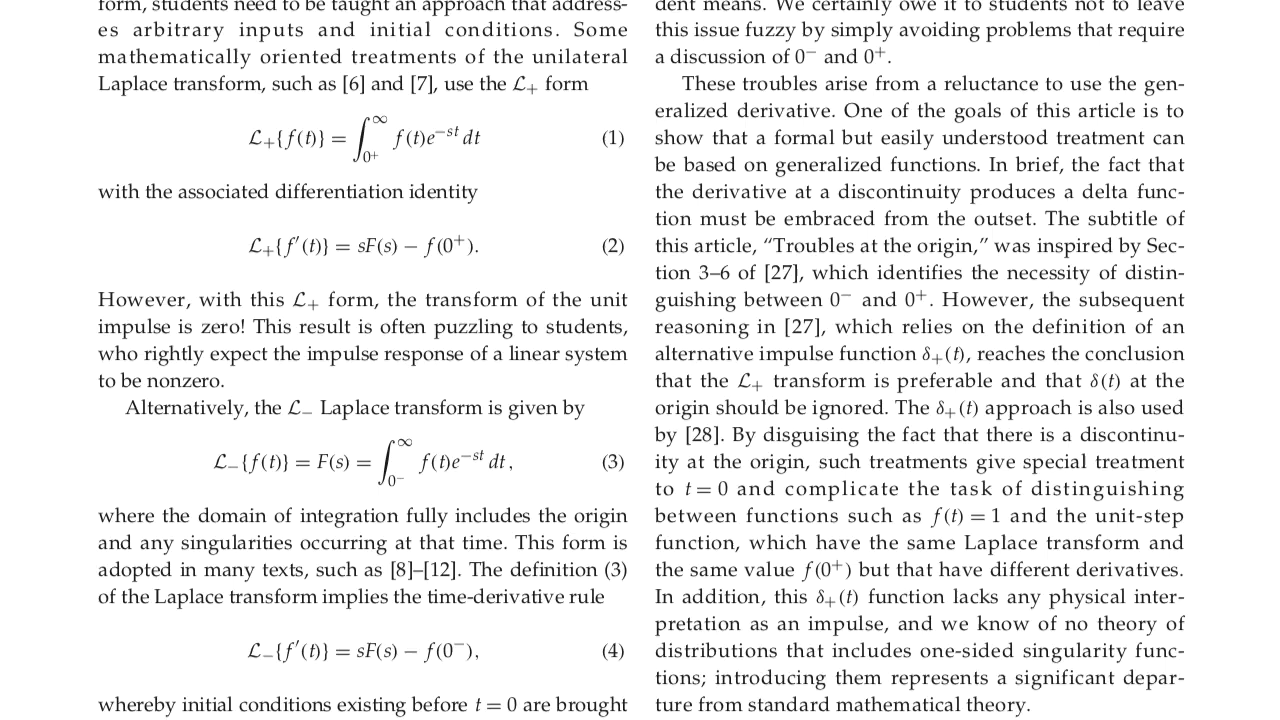 form, students need to be taught an approach that address-
es arbitrary inputs and initial conditions. Some
mathematically oriented treatments of the unilateral
Laplace transform, such as [6] and [7], use the ℒ₊ form
ℒ₊{f(t)} = ∫_{0⁺}^{∞} f(t)e^{−st} dt (1)
with the associated differentiation identity
ℒ₊{f′(t)} = sF(s) − f(0⁺). (2)
However, with this ℒ₊ form, the transform of the unit
impulse is zero! This result is often puzzling to students,
who rightly expect the impulse response of a linear system
to be nonzero.
Alternatively, the ℒ₋ Laplace transform is given by
ℒ₋{f(t)} = F(s) = ∫_{0⁻}^{∞} f(t)e^{−st} dt, (3)
where the domain of integration fully includes the origin
and any singularities occurring at that time. This form is
adopted in many texts, such as [8]–[12]. The definition (3)
of the Laplace transform implies the time-derivative rule
ℒ₋{f′(t)} = sF(s) − f(0⁻), (4)
whereby initial conditions existing before t = 0 are brought
dent means. We certainly owe it to students not to leave
this issue fuzzy by simply avoiding problems that require
a discussion of 0⁻ and 0⁺.
These troubles arise from a reluctance to use the gen-
eralized derivative. One of the goals of this article is to
show that a formal but easily understood treatment can
be based on generalized functions. In brief, the fact that
the derivative at a discontinuity produces a delta func-
tion must be embraced from the outset. The subtitle of
this article, “Troubles at the origin,” was inspired by Sec-
tion 3–6 of [27], which identifies the necessity of distin-
guishing between 0⁻ and 0⁺. However, the subsequent
reasoning in [27], which relies on the definition of an
alternative impulse function δ₊(t), reaches the conclusion
that the ℒ₊ transform is preferable and that δ(t) at the
origin should be ignored. The δ₊(t) approach is also used
by [28]. By disguising the fact that there is a discontinu-
ity at the origin, such treatments give special treatment
to t = 0 and complicate the task of distinguishing
between functions such as f(t) = 1 and the unit-step
function, which have the same Laplace transform and
the same value f(0⁺) but that have different derivatives.
In addition, this δ₊(t) function lacks any physical inter-
pretation as an impulse, and we know of no theory of
distributions that includes one-sided singularity func-
tions; introducing them represents a significant depar-
ture from standard mathematical theory.